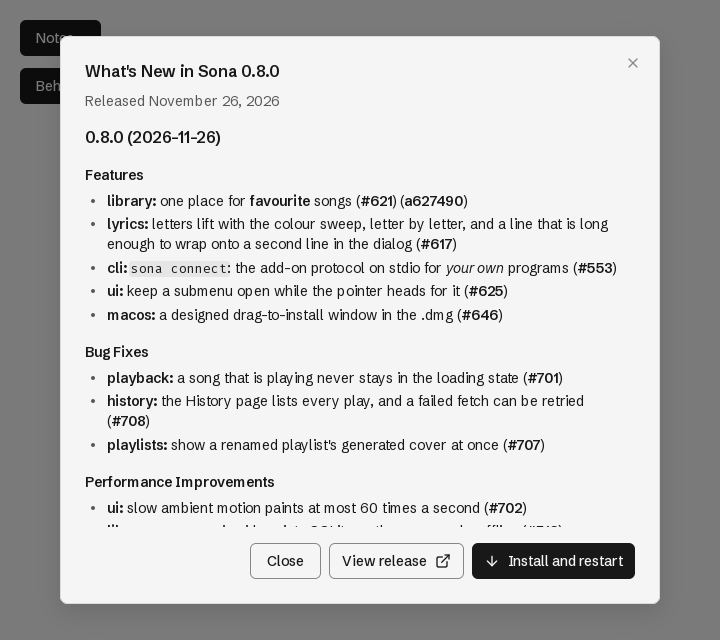 What's New in Sona 0.8.0
Released November 26, 2026
0.8.0 (2026-11-26)
Features
• library: one place for favourite songs (#621) (a627490)
• lyrics: letters lift with the colour sweep, letter by letter, and a line that is long
enough to wrap onto a second line in the dialog (#617)
• cli: sona connect: the add-on protocol on stdio for your own programs (#553)
• ui: keep a submenu open while the pointer heads for it (#625)
• macos: a designed drag-to-install window in the .dmg (#646)
Bug Fixes
• playback: a song that is playing never stays in the loading state (#701)
• history: the History page lists every play, and a failed fetch can be retried
(#708)
• playlists: show a renamed playlist's generated cover at once (#707)
Performance Improvements
• ui: slow ambient motion paints at most 60 times a second (#702)
Close
View release
Install and restart